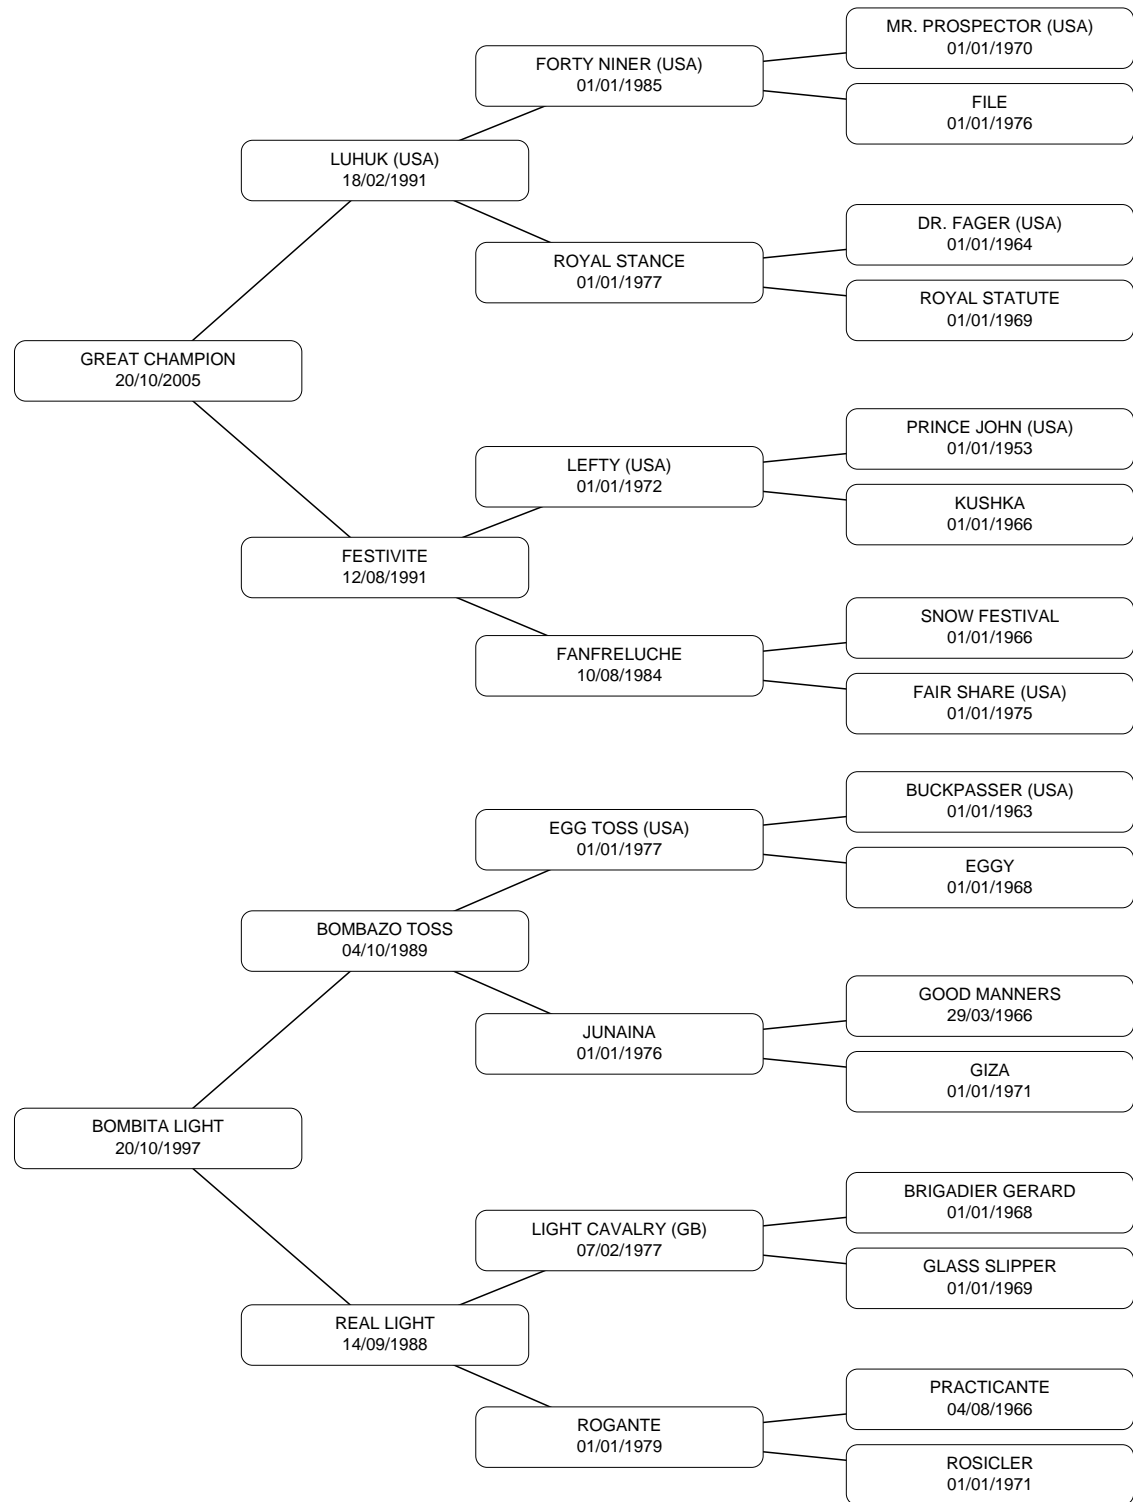 MR. PROSPECTOR (USA)
01/01/1970
FORTY NINER (USA)
01/01/1985
FILE
01/01/1976
LUHUK (USA)
18/02/1991
DR. FAGER (USA)
01/01/1964
ROYAL STANCE
01/01/1977
ROYAL STATUTE
01/01/1969
GREAT CHAMPION
20/10/2005
PRINCE JOHN (USA)
01/01/1953
LEFTY (USA)
01/01/1972
KUSHKA
01/01/1966
FESTIVITE
12/08/1991
SNOW FESTIVAL
01/01/1966
FANFRELUCHE
10/08/1984
FAIR SHARE (USA)
01/01/1975
BUCKPASSER (USA)
01/01/1963
EGG TOSS (USA)
01/01/1977
EGGY
01/01/1968
BOMBAZO TOSS
04/10/1989
GOOD MANNERS
29/03/1966
JUNAINA
01/01/1976
GIZA
01/01/1971
BOMBITA LIGHT
20/10/1997
BRIGADIER GERARD
01/01/1968
LIGHT CAVALRY (GB)
07/02/1977
GLASS SLIPPER
01/01/1969
REAL LIGHT
14/09/1988
PRACTICANTE
04/08/1966
ROGANTE
01/01/1979
ROSICLER
01/01/1971